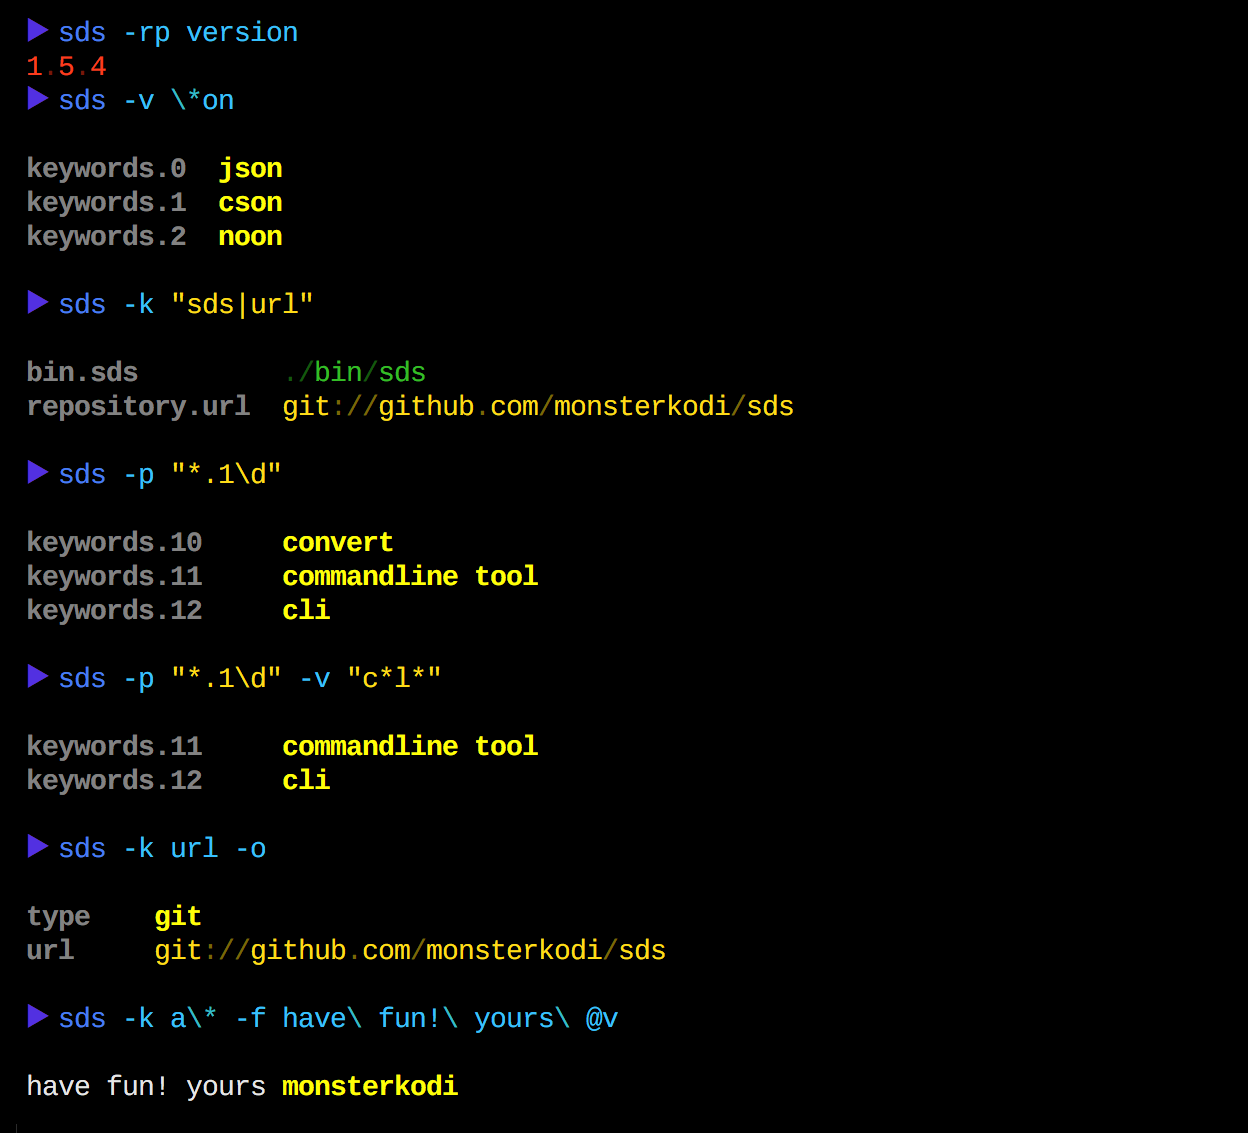 ▶ sds -rp version
1.5.4
▶ sds -v \*on
keywords.0  json
keywords.1  cson
keywords.2  noon
▶ sds -k "sds|url"
bin.sds         ./bin/sds
repository.url  git://github.com/monsterkodi/sds
▶ sds -p "*.1\d"
keywords.10     convert
keywords.11     commandline tool
keywords.12     cli
▶ sds -p "*.1\d" -v "c*l*"
keywords.11     commandline tool
keywords.12     cli
▶ sds -k url -o
type    git
url     git://github.com/monsterkodi/sds
▶ sds -k a\* -f have\ fun!\ yours\ @v
have fun! yours monsterkodi